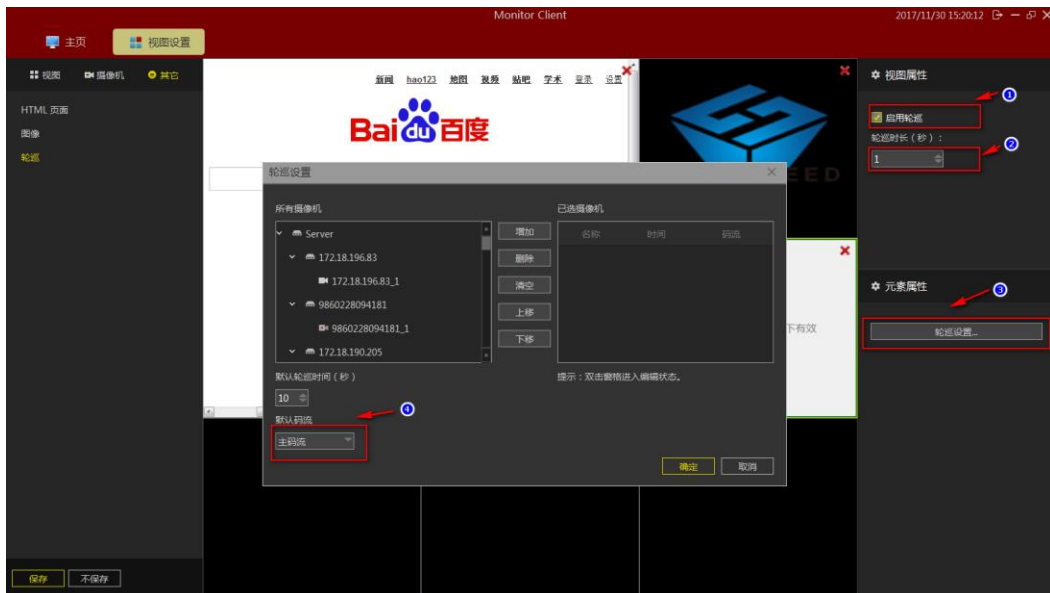 Monitor Client
2017/11/30 15:20:12
主页
视图设置
视图
摄像机
其它
HTML 页面
图像
轮巡
新闻 hao123 地图 视频 贴吧 学术 登录 设置
Bai du 百度
EED
视图属性
1
启用轮巡
轮巡时长（秒）：
2
1
元素属性
3
轮巡设置...
下有效
轮巡设置
所有摄像机
Server
172.18.196.83
172.18.196.83_1
9860228094181
9860228094181_1
172.18.190.205
增加
删除
清空
上移
下移
已选摄像机
名称 时间 码流
提示：双击窗格进入编辑状态。
默认轮巡时间（秒）
10
默认码流
4
主码流
确定
取消
保存
不保存